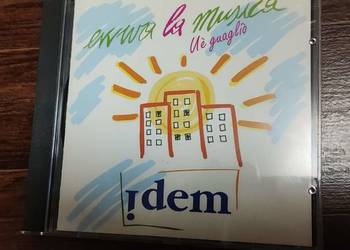 evviva la musica
Uè guagliò
idem